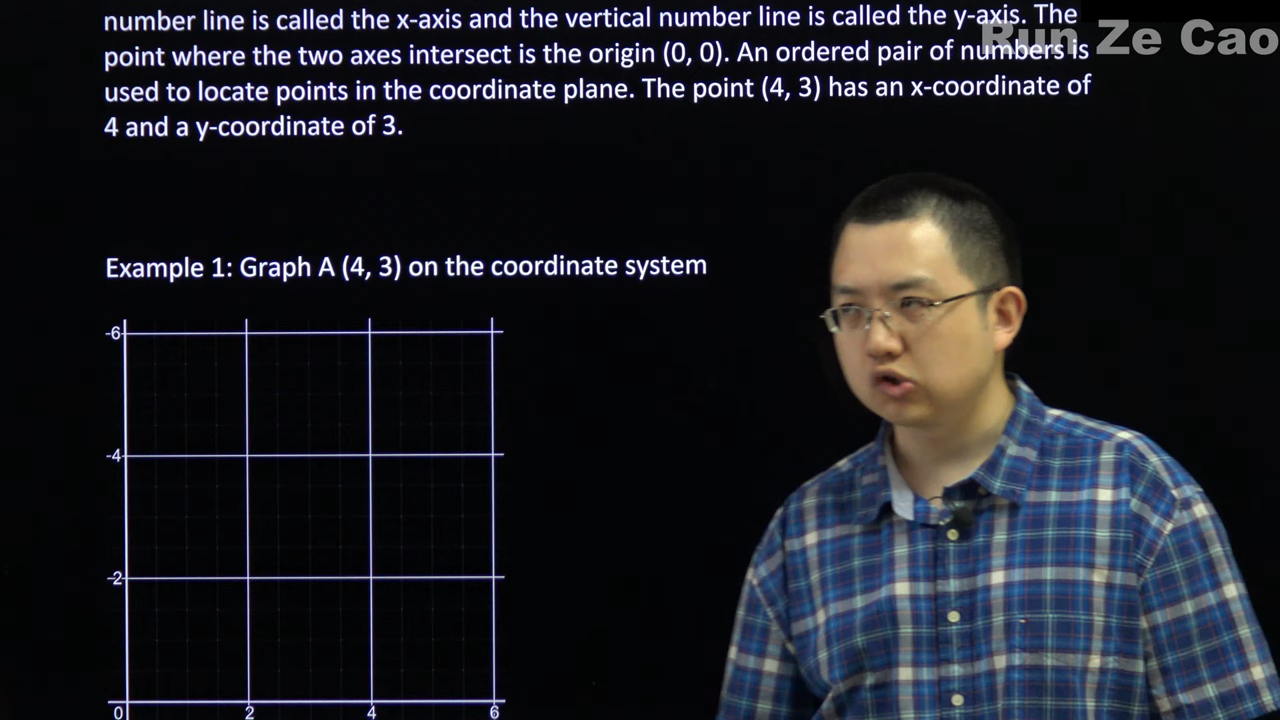 number line is called the x-axis and the vertical number line is called the y-axis. The
Run Ze Cao
point where the two axes intersect is the origin (0, 0). An ordered pair of numbers is
used to locate points in the coordinate plane. The point (4, 3) has an x-coordinate of
4 and a y-coordinate of 3.
Example 1: Graph A (4, 3) on the coordinate system
-6
-4
-2
0 2 4 6